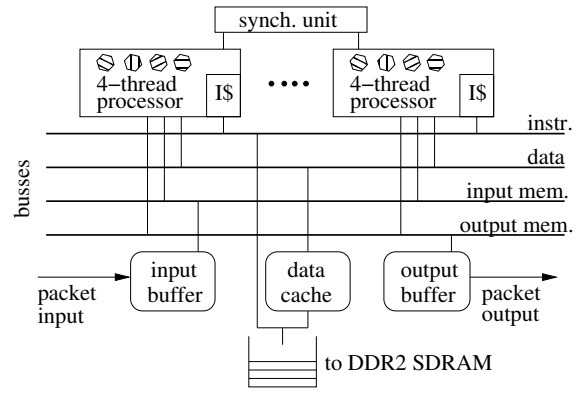 synch. unit
4−thread
processor
I$
4−thread
processor
I$
instr.
data
input mem.
output mem.
busses
input
buffer
data
cache
output
buffer
packet
input
packet
output
to DDR2 SDRAM